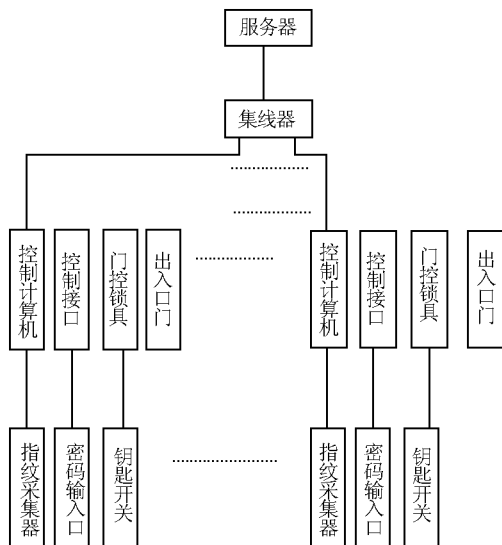 服务器
集线器
控制计算机
控制接口
门控锁具
出入口门
控制计算机
控制接口
门控锁具
出入口门
指纹采集器
密码输入口
钥匙开关
指纹采集器
密码输入口
钥匙开关